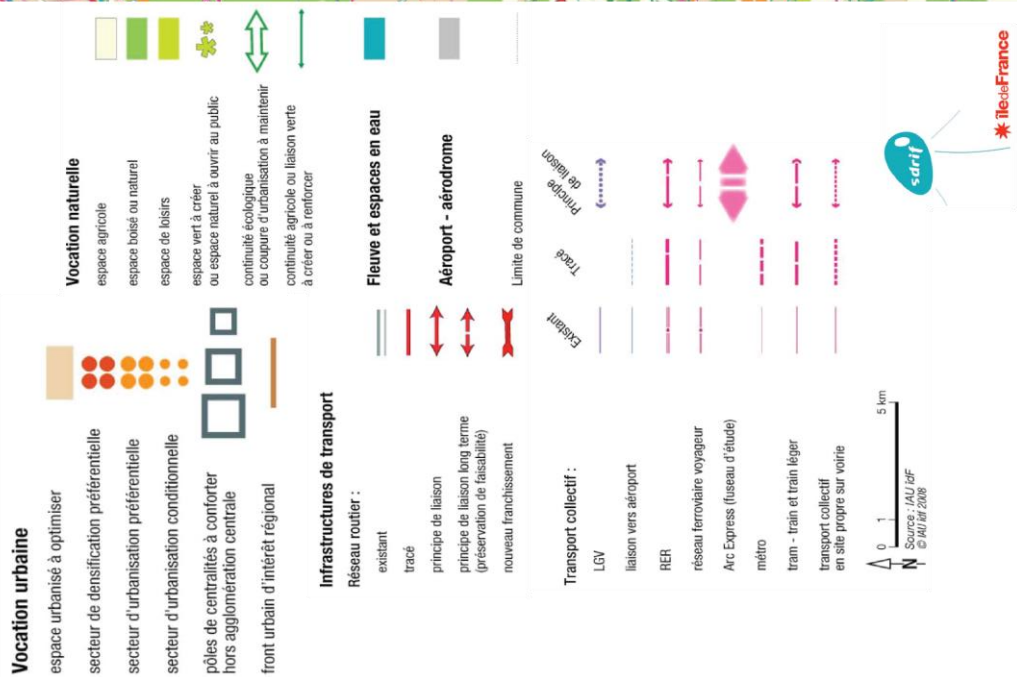 Vocation urbaine
espace urbanisé à optimiser
secteur de densification préférentielle
secteur d'urbanisation préférentielle
secteur d'urbanisation conditionnelle
pôles de centralités à conforter
hors agglomération centrale
front urbain d'intérêt régional
Vocation naturelle
espace agricole
espace boisé ou naturel
espace de loisirs
espace vert à créer
ou espace naturel à ouvrir au public
continuité écologique
ou coupure d'urbanisation à maintenir
continuité agricole ou liaison verte
à créer ou à renforcer
Infrastructures de transport
Réseau routier :
existant
tracé
principe de liaison
principe de liaison long terme
(préservation de faisabilité)
nouveau franchissement
Fleuve et espaces en eau
Aéroport - aérodrome
Limite de commune
Transport collectif :
Existant
Tracé
Principe
de liaison
LGV
liaison vers aéroport
RER
réseau ferroviaire voyageur
Arc Express (fuseau d'étude)
métro
tram - train et train léger
transport collectif
en site propre sur voirie
N
0 1 5 km
Source : IAU îdF
© IAU îdf 2008
sdrif
îledeFrance